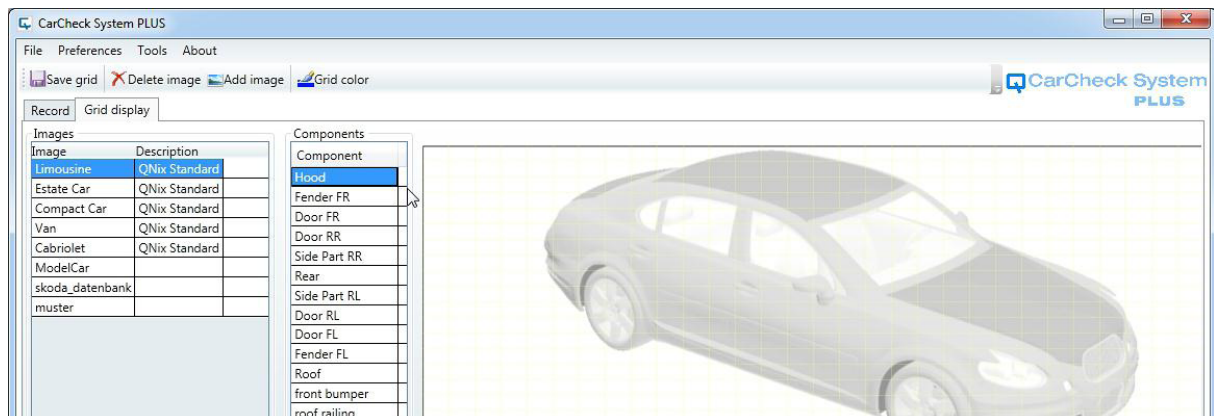 CarCheck System PLUS
File Preferences Tools About
Save grid Delete image Add image Grid color
CarCheck System
PLUS
Record Grid display
Images
Image Description
Limousine QNix Standard
Estate Car QNix Standard
Compact Car QNix Standard
Van QNix Standard
Cabriolet QNix Standard
ModelCar
skoda_datenbank
muster
Components
Component
Hood
Fender FR
Door FR
Door RR
Side Part RR
Rear
Side Part RL
Door RL
Door FL
Fender FL
Roof
front bumper
roof railing